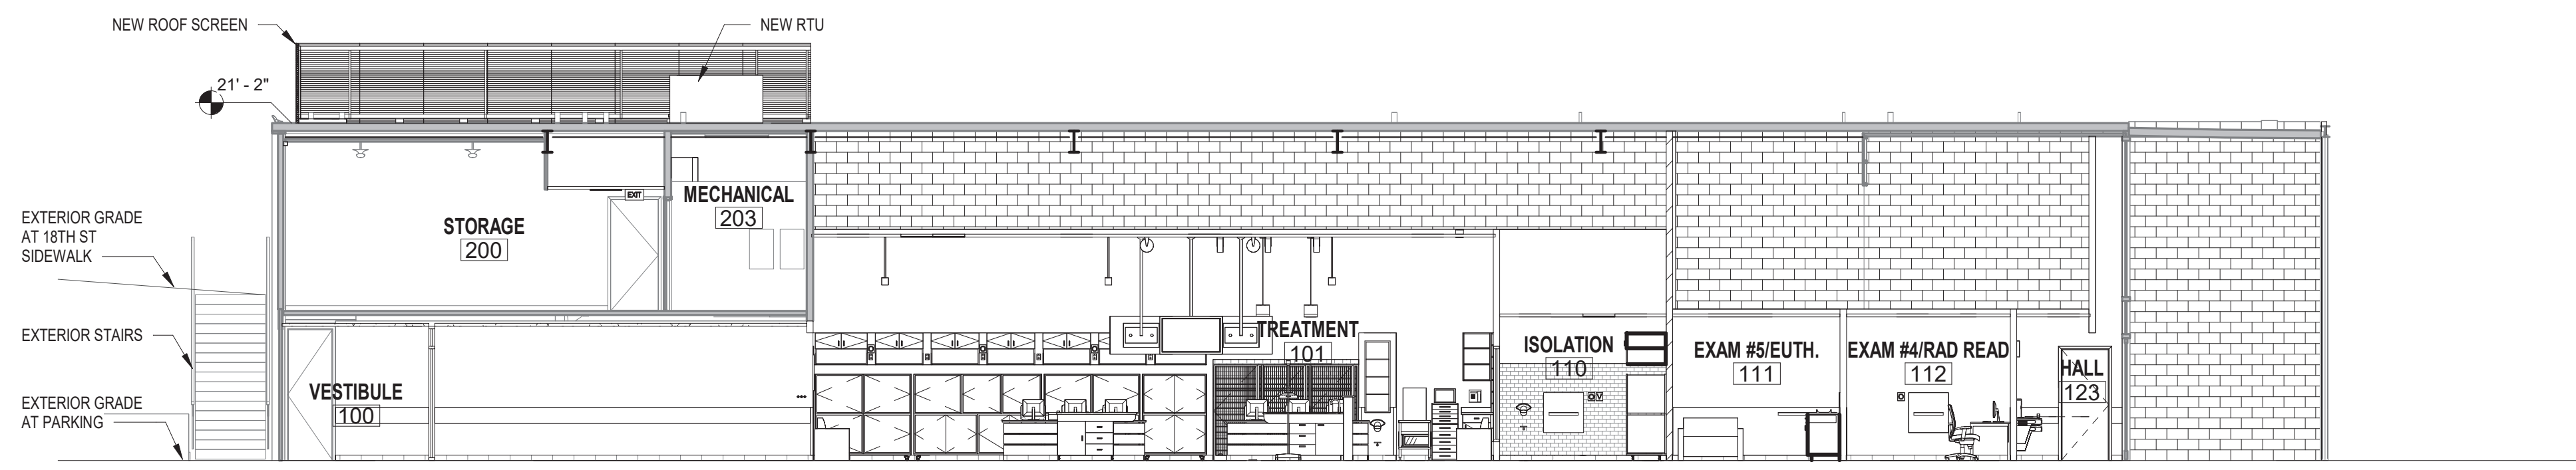 NEW ROOF SCREEN
NEW RTU
21' - 2"
EXIT
MECHANICAL
203
STORAGE
200
EXTERIOR GRADE
AT 18TH ST
SIDEWALK
EXTERIOR STAIRS
EXTERIOR GRADE
AT PARKING
VESTIBULE
100
TREATMENT
101
ISOLATION
110
EXAM #5/EUTH.
111
EXAM #4/RAD READ
112
HALL
123